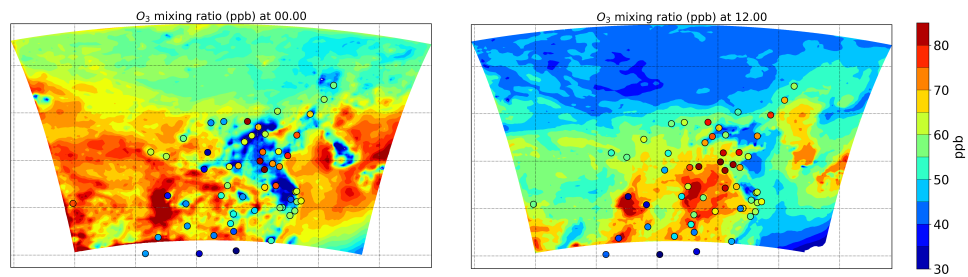 O₃ mixing ratio (ppb) at 00.00
O₃ mixing ratio (ppb) at 12.00
80
70
60
50
40
30
ppb